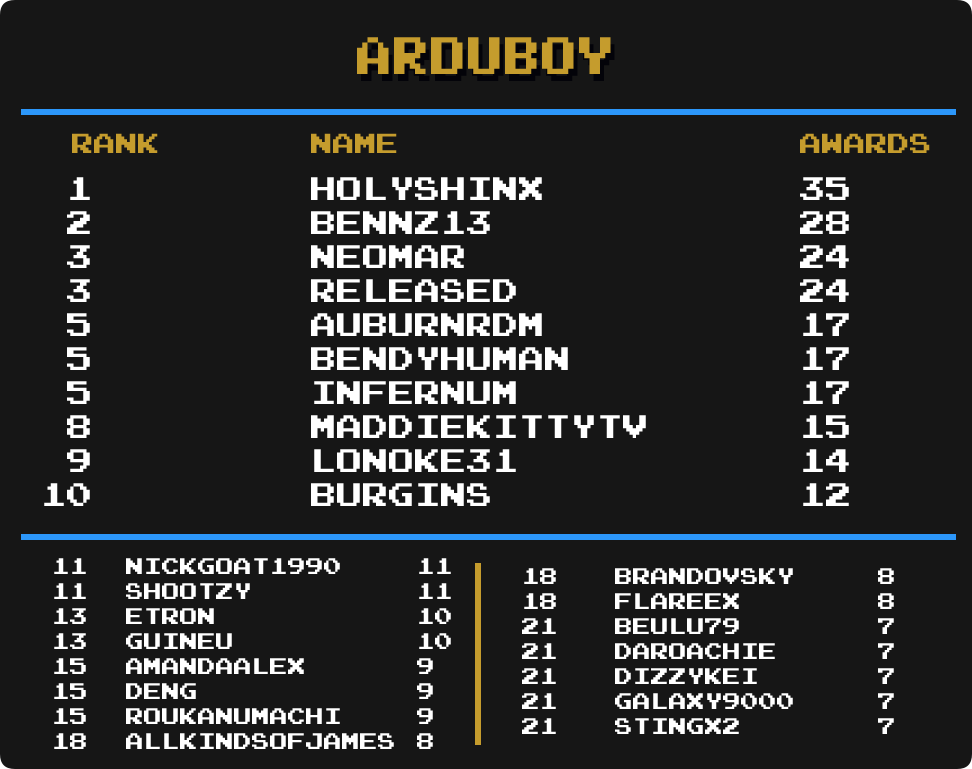 ARDUBOY
RANK NAME AWARDS
1 HOLYSHINX 35
2 BENNZ13 28
3 NEOMAR 24
3 RELEASED 24
5 AUBURNRDM 17
5 BENDYHUMAN 17
5 INFERNUM 17
8 MADDIEKITTYTV 15
9 LONOKE31 14
10 BURGINS 12
11 NICKGOAT1990 11
11 SHOOTZY 11
13 ETRON 10
13 GUINEU 10
15 AMANDAALEX 9
15 DENG 9
15 ROUKANUMACHI 9
18 ALLKINDSOFJAMES 8
18 BRANDOVSKY 8
18 FLAREEX 8
21 BEULU79 7
21 DAROACHIE 7
21 DIZZYKEI 7
21 GALAXY9000 7
21 STINGX2 7